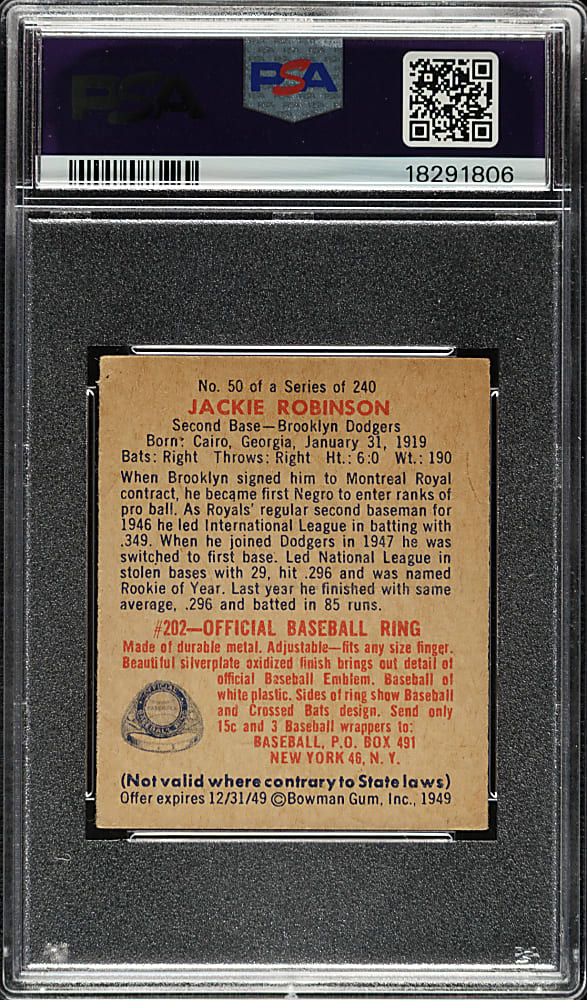 PSA
PSA
18291806
No. 50 of a Series of 240
JACKIE ROBINSON
Second Base—Brooklyn Dodgers
Born: Cairo, Georgia, January 31, 1919
Bats: Right Throws: Right Ht.: 6:0 Wt.: 190
When Brooklyn signed him to Montreal Royal
contract, he became first Negro to enter ranks of
pro ball. As Royals' regular second baseman for
1946 he led International League in batting with
.349. When he joined Dodgers in 1947 he was
switched to first base. Led National League in
stolen bases with 29, hit .296 and was named
Rookie of Year. Last year he finished with same
average, .296 and batted in 85 runs.
#202—OFFICIAL BASEBALL RING
Made of durable metal. Adjustable—fits any size finger.
Beautiful silverplate oxidized finish brings out detail of
official Baseball Emblem. Baseball of
white plastic. Sides of ring show Baseball
and Crossed Bats design. Send only
15c and 3 Baseball wrappers to:
BASEBALL, P.O. BOX 491
NEW YORK 46, N. Y.
(Not valid where contrary to State laws)
Offer expires 12/31/49 ©Bowman Gum, Inc., 1949